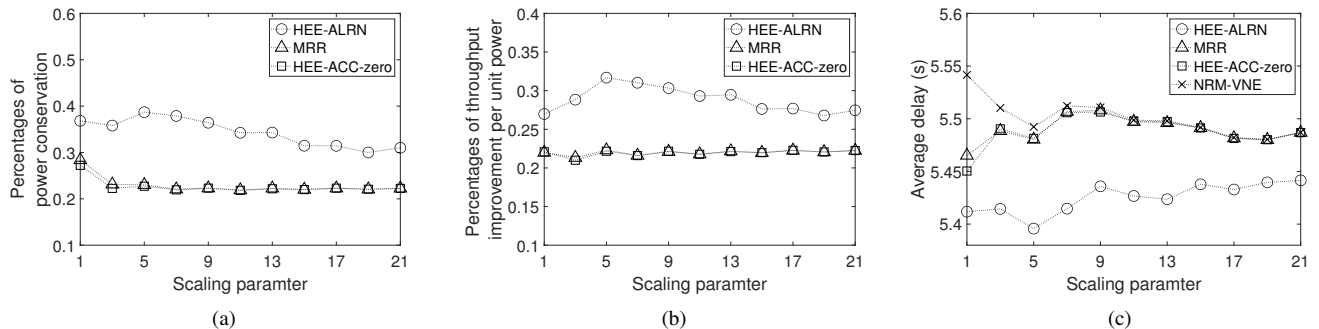 Percentages of
power conservation
0.6
0.5
0.4
0.3
0.2
0.1
HEE-ALRN
MRR
HEE-ACC-zero
1
5
9
13
17
21
Scaling paramter
(a)
Percentages of throughput
improvement per unit power
0.4
0.35
0.3
0.25
0.2
0.15
0.1
HEE-ALRN
MRR
HEE-ACC-zero
1
5
9
13
17
21
Scaling paramter
(b)
Average delay (s)
5.6
5.55
5.5
5.45
5.4
HEE-ALRN
MRR
HEE-ACC-zero
NRM-VNE
1
5
9
13
17
21
Scaling paramter
(c)